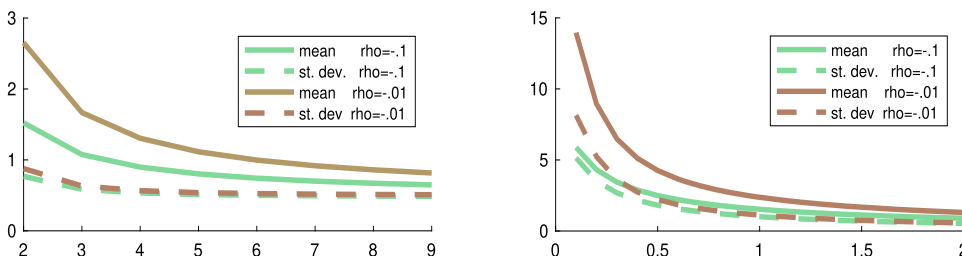 3
2
1
0
2 3 4 5 6 7 8 9
mean rho=-.1
st. dev. rho=-.1
mean rho=-.01
st. dev rho=-.01
15
10
5
0
0 0.5 1 1.5 2
mean rho=-.1
st. dev. rho=-.1
mean rho=-.01
st. dev rho=-.01